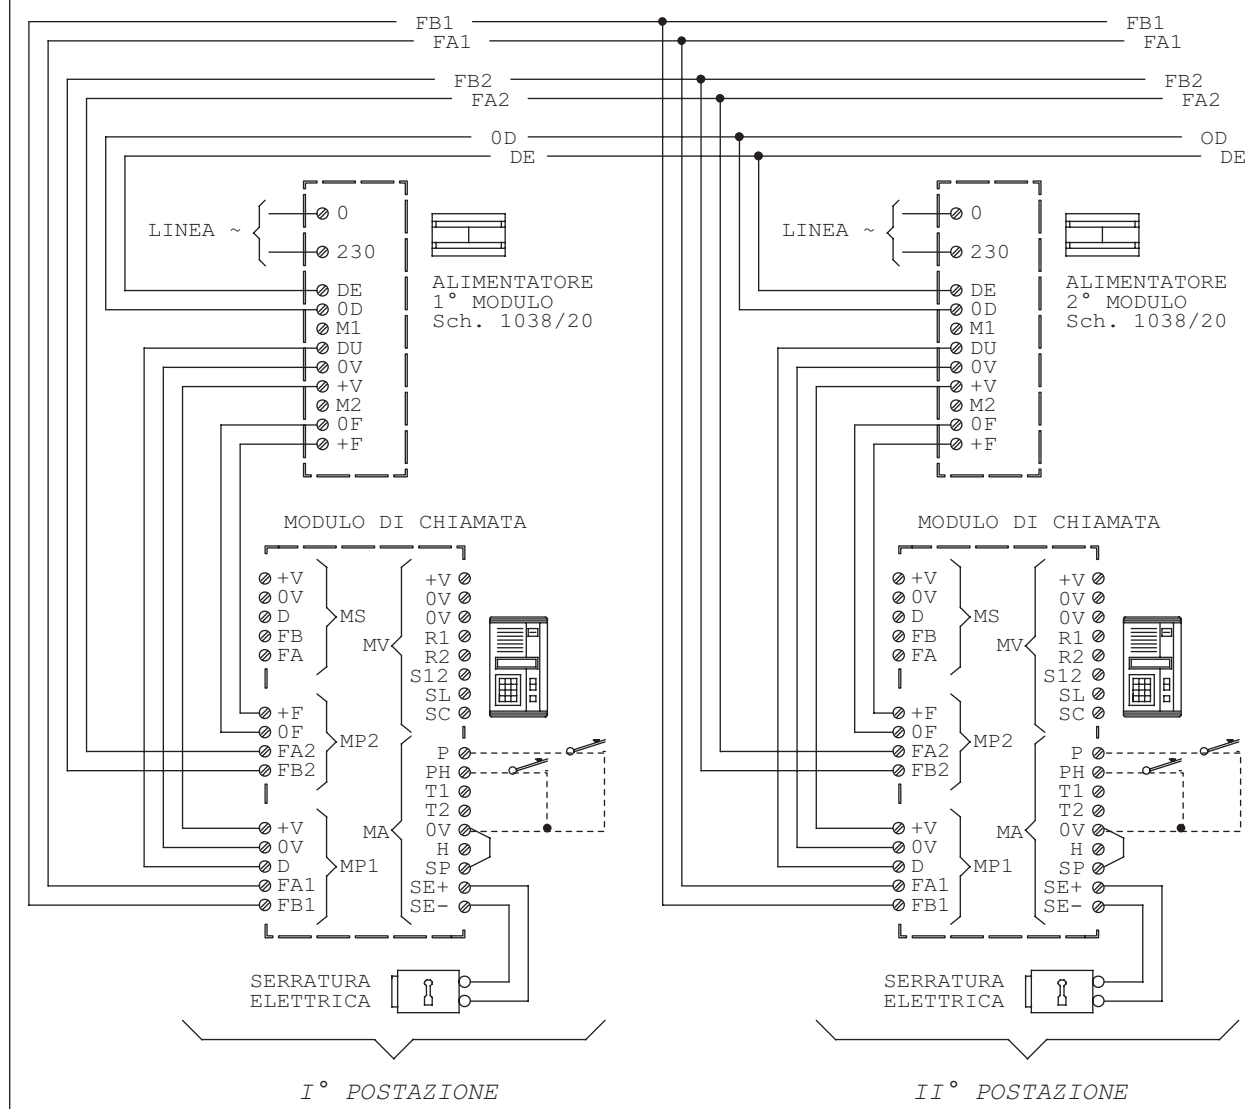 FB1 FB1
FA1 FA1
FB2 FB2
FA2 FA2
0D OD
DE DE
LINEA ~
0
230
DE
0D
M1
DU
0V
+V
M2
0F
+F
ALIMENTATORE
1° MODULO
Sch. 1038/20
LINEA ~
0
230
DE
0D
M1
DU
0V
+V
M2
0F
+F
ALIMENTATORE
2° MODULO
Sch. 1038/20
MODULO DI CHIAMATA
+V
0V
D
FB
FA
MS
+F
0F
FA2
FB2
MP2
+V
0V
D
FA1
FB1
MP1
MV
+V
0V
0V
R1
R2
S12
SL
SC
MA
P
PH
T1
T2
0V
H
SP
SE+
SE-
SERRATURA
ELETTRICA
I° POSTAZIONE
MODULO DI CHIAMATA
+V
0V
D
FB
FA
MS
+F
0F
FA2
FB2
MP2
+V
0V
D
FA1
FB1
MP1
MV
+V
0V
0V
R1
R2
S12
SL
SC
MA
P
PH
T1
T2
0V
H
SP
SE+
SE-
SERRATURA
ELETTRICA
II° POSTAZIONE